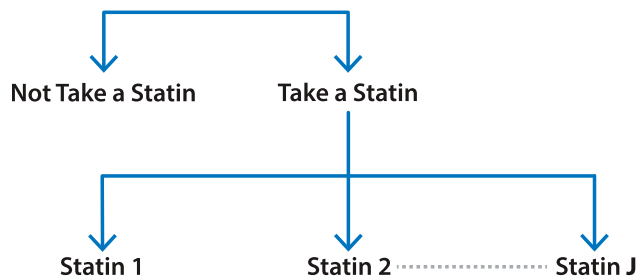 Not Take a Statin
Take a Statin
Statin 1
Statin 2
Statin J